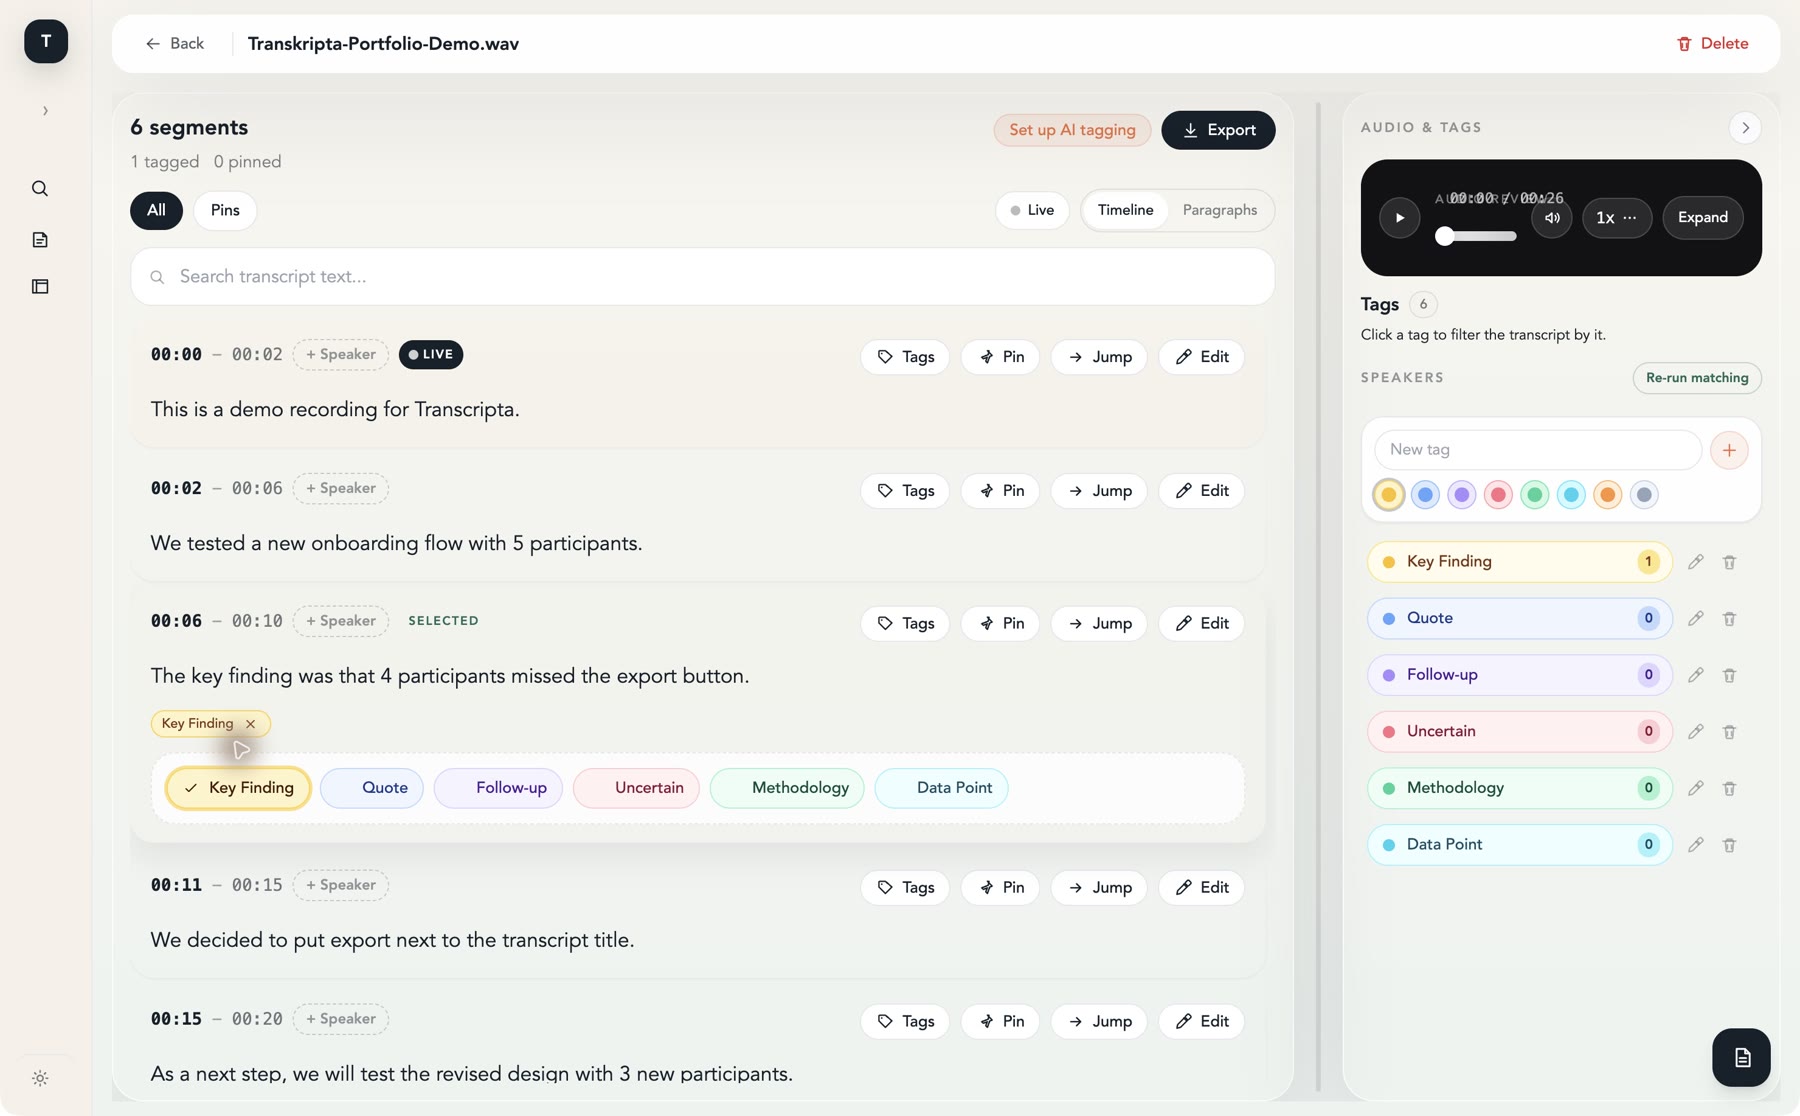 T
Back
Transkripta-Portfolio-Demo.wav
Delete
6 segments
1 tagged 0 pinned
Set up AI tagging
Export
All
Pins
Live
Timeline
Paragraphs
Search transcript text...
00:00 – 00:02 + Speaker LIVE
Tags Pin Jump Edit
This is a demo recording for Transcripta.
00:02 – 00:06 + Speaker
Tags Pin Jump Edit
We tested a new onboarding flow with 5 participants.
00:06 – 00:10 + Speaker SELECTED
Tags Pin Jump Edit
The key finding was that 4 participants missed the export button.
Key Finding ×
Key Finding Quote Follow-up Uncertain Methodology Data Point
00:11 – 00:15 + Speaker
Tags Pin Jump Edit
We decided to put export next to the transcript title.
00:15 – 00:20 + Speaker
Tags Pin Jump Edit
As a next step, we will test the revised design with 3 new participants.
AUDIO & TAGS
00:00 / 00:26
1x ···
Expand
Tags 6
Click a tag to filter the transcript by it.
SPEAKERS
Re-run matching
New tag
Key Finding 1
Quote 0
Follow-up 0
Uncertain 0
Methodology 0
Data Point 0